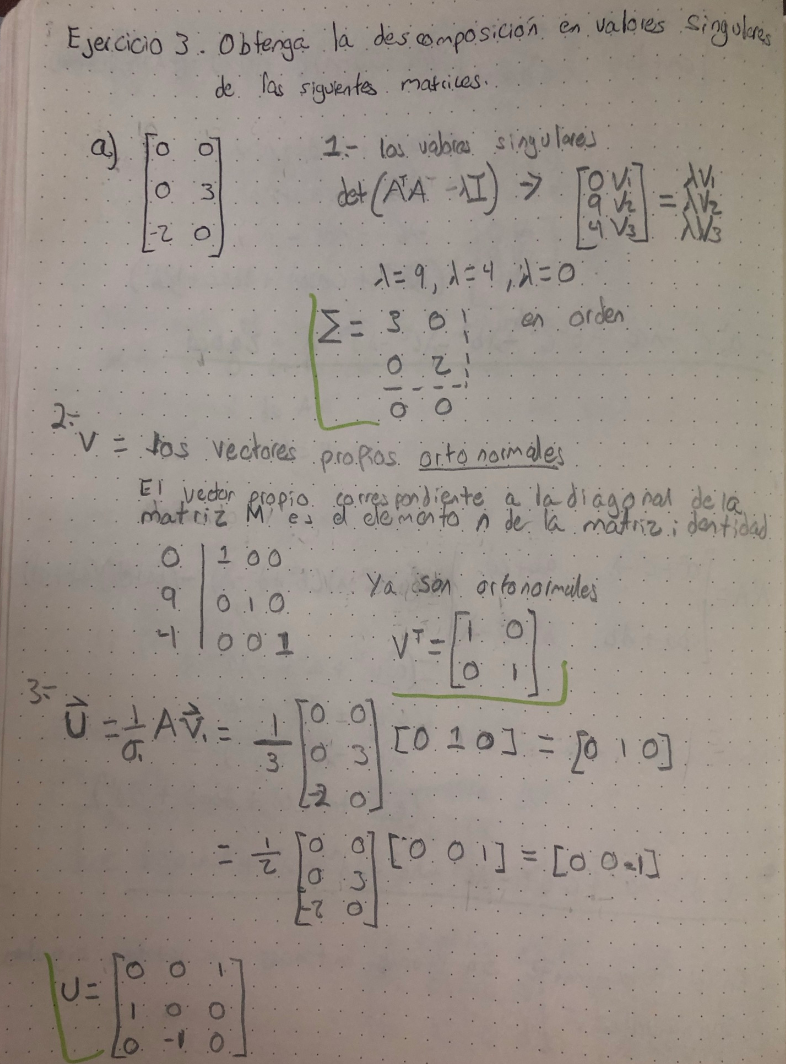 Ejercicio 3. Obtenga la descomposición en valores singulares
de las siguientes matrices.
a) [0 0
0 3
-2 0]
1.- los valores singulares
det(AᵀA - λI) → [0 V₁
9 V₂
4 V₃] = λV₁
λV₂
λV₃
λ=9, λ=4, λ=0
Σ = 3 0
0 2
0 0
en orden
2.-
V = los vectores propios ortonormales
El vector propio correspondiente a la diagonal de la
matriz M es el elemento n de la matriz identidad
0 | 1 0 0
9 | 0 1 0
4 | 0 0 1
Ya son ortonormales
Vᵀ = [1 0
0 1]
3.-
U⃗ = 1/σ₁ A V⃗₁ = 1/3 [0 0
0 3
-2 0] [0 1 0] = [0 1 0]
= 1/2 [0 0
0 3
-2 0] [0 0 1] = [0 0 -1]
U = [0 0 1
1 0 0
0 -1 0]